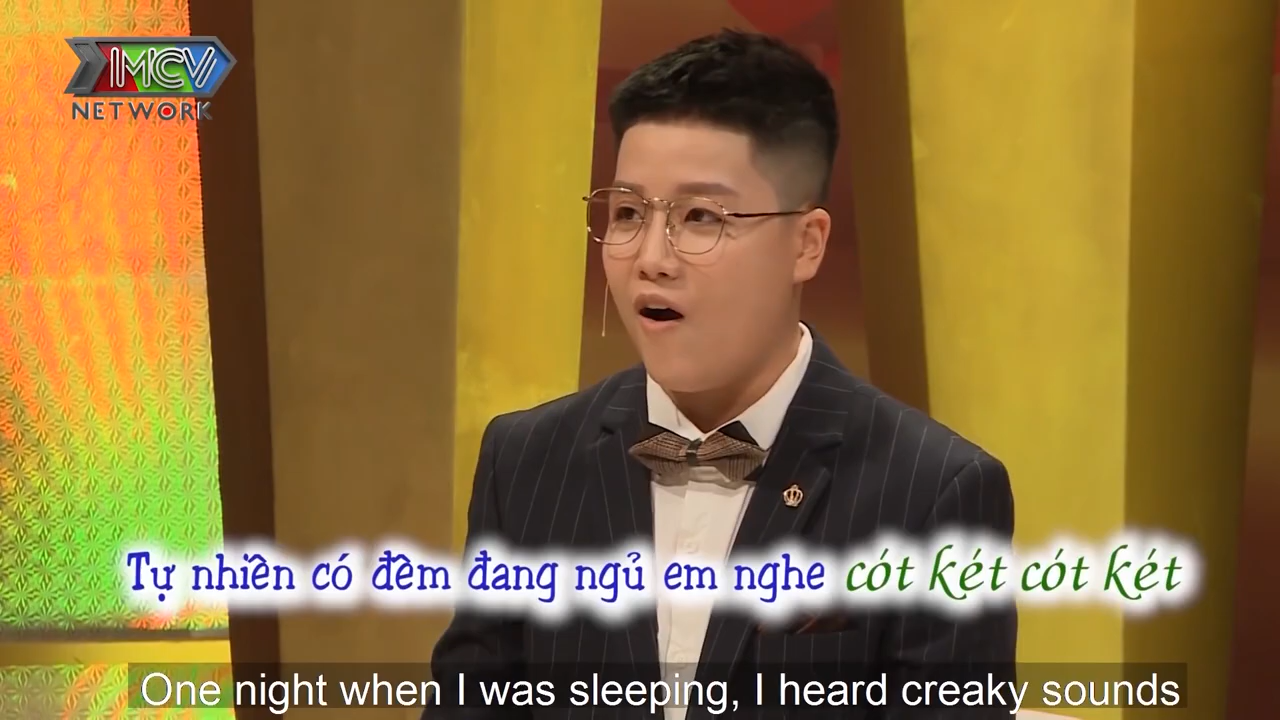 MCV
NETWORK
Tự nhiên có đêm đang ngủ em nghe cót két cót két
One night when I was sleeping, I heard creaky sounds